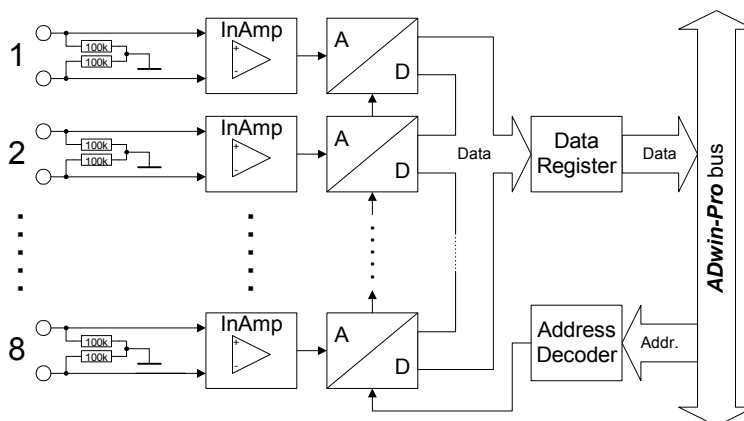 1
100k
100k
InAmp
+
-
A
D
2
100k
100k
InAmp
+
-
A
D
8
100k
100k
InAmp
+
-
A
D
Data
Data
Register
Data
Address
Decoder
Addr.
ADwin-Pro bus